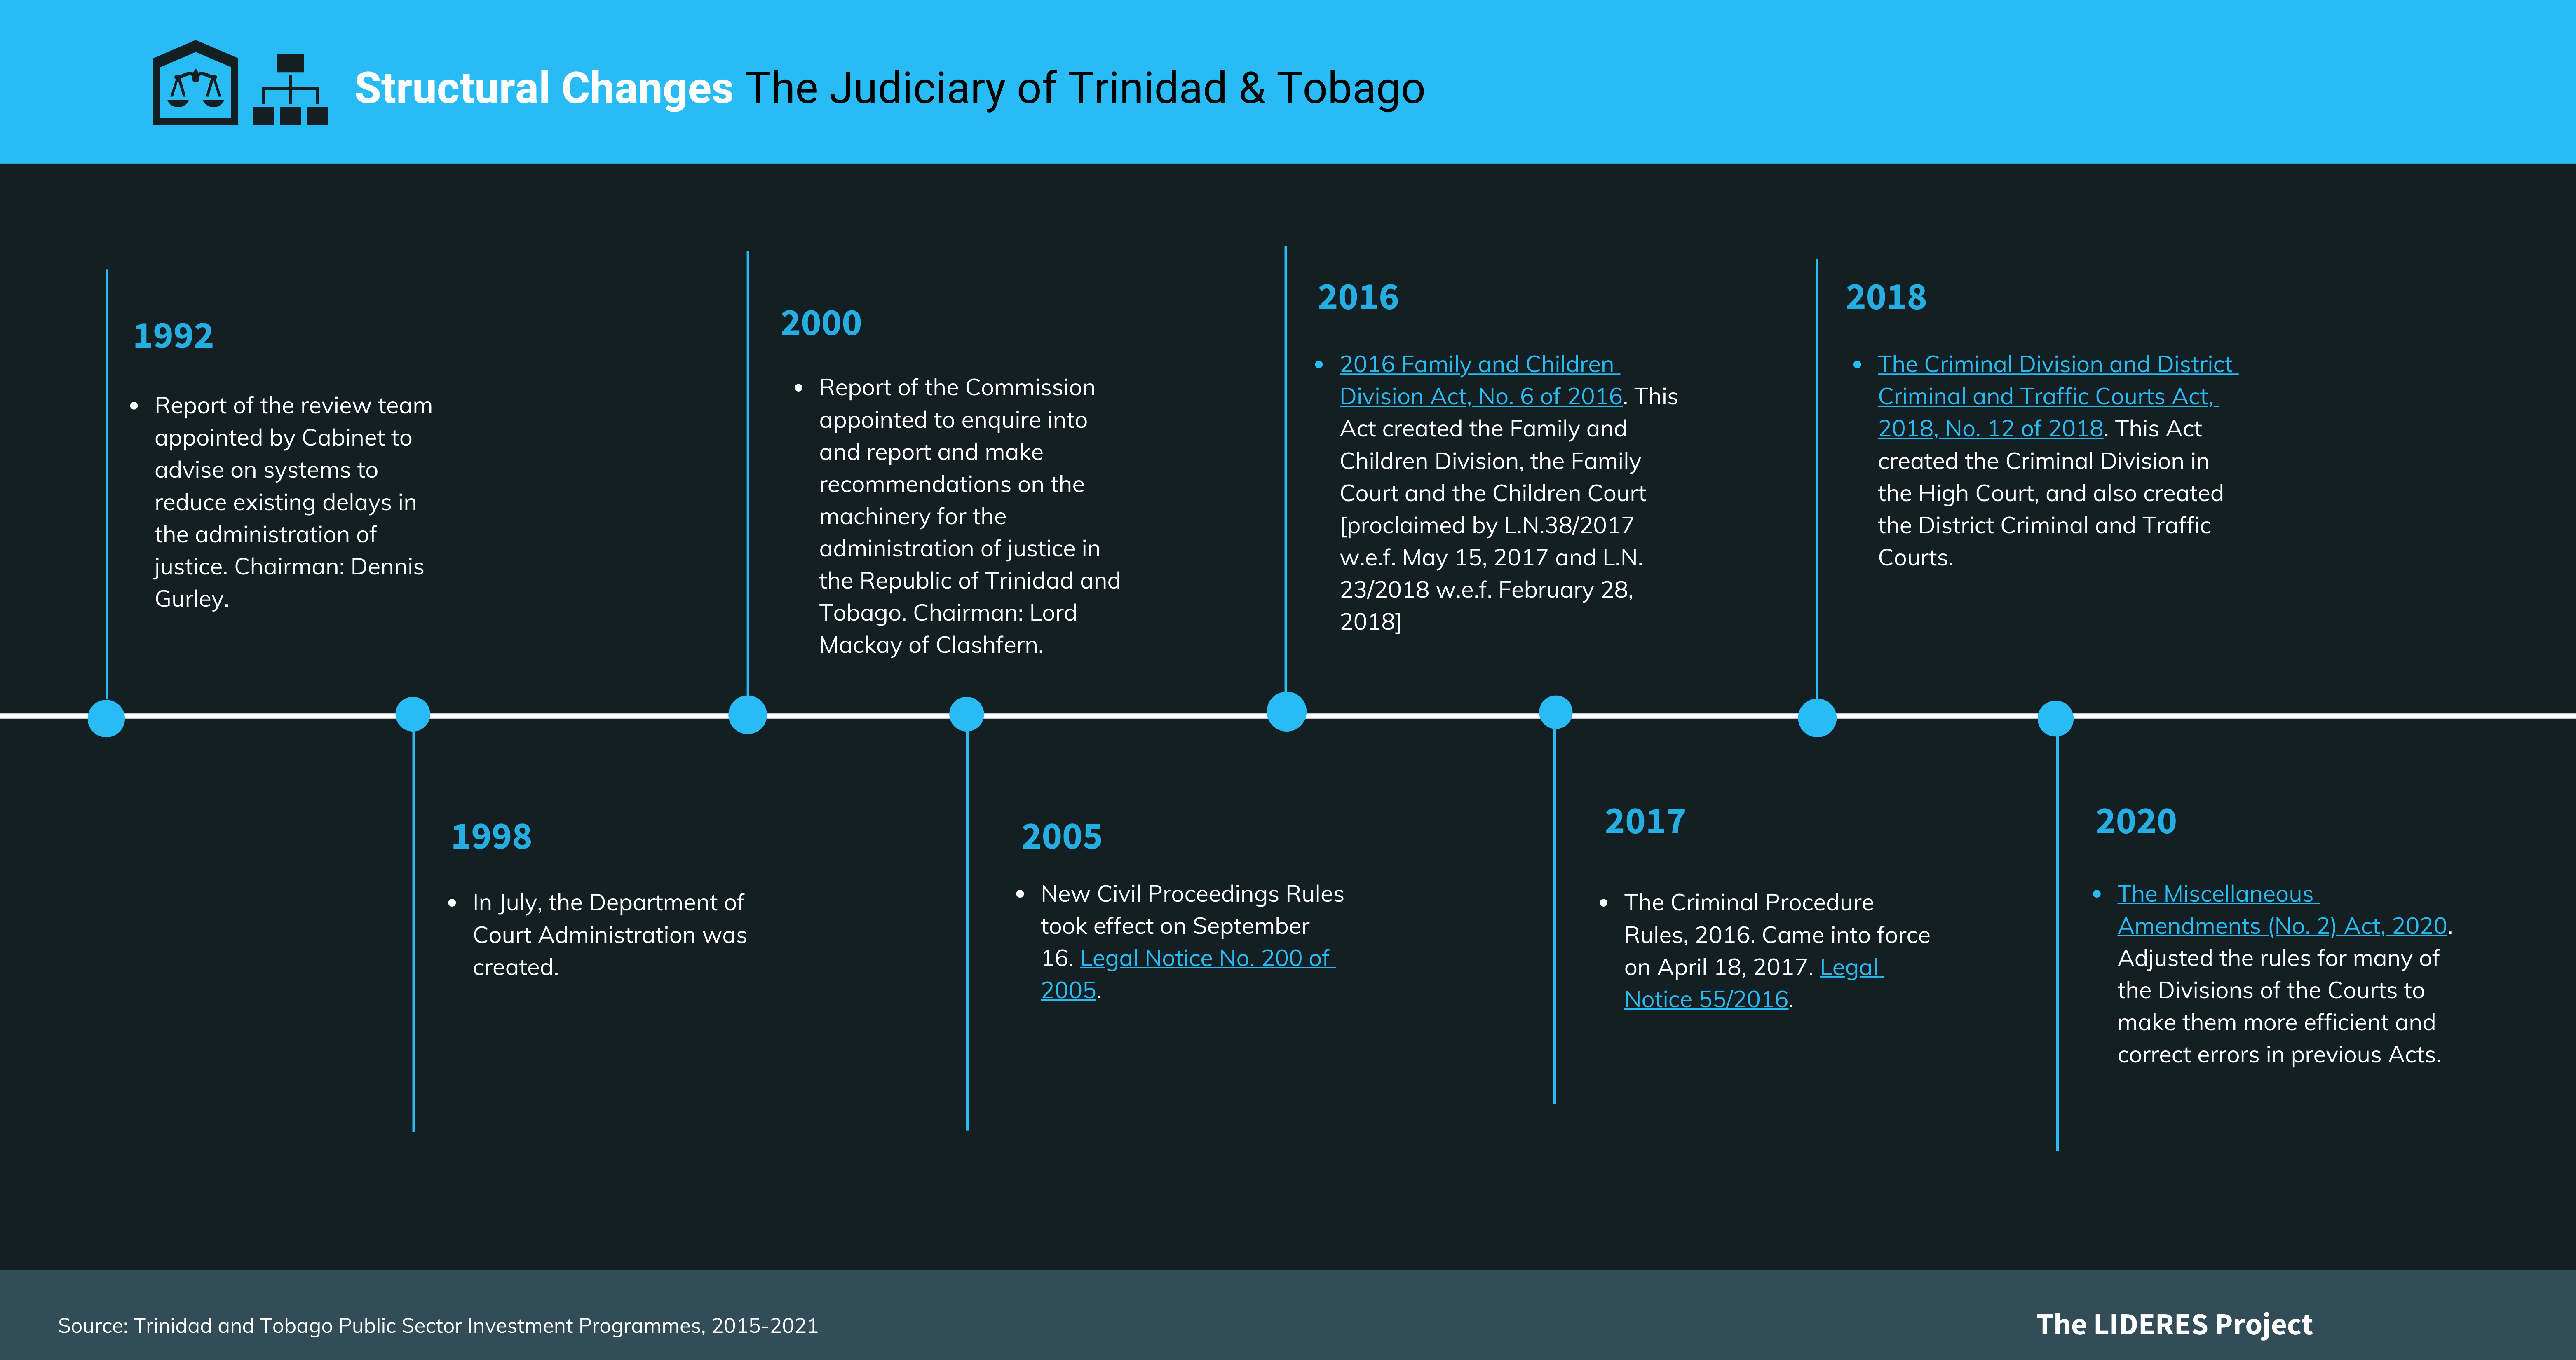 Structural Changes The Judiciary of Trinidad & Tobago
1992
• Report of the review team
appointed by Cabinet to
advise on systems to
reduce existing delays in
the administration of
justice. Chairman: Dennis
Gurley.
1998
• In July, the Department of
Court Administration was
created.
2000
• Report of the Commission
appointed to enquire into
and report and make
recommendations on the
machinery for the
administration of justice in
the Republic of Trinidad and
Tobago. Chairman: Lord
Mackay of Clashfern.
2005
• New Civil Proceedings Rules
took effect on September
16. Legal Notice No. 200 of
2005.
2016
• 2016 Family and Children
Division Act, No. 6 of 2016. This
Act created the Family and
Children Division, the Family
Court and the Children Court
[proclaimed by L.N.38/2017
w.e.f. May 15, 2017 and L.N.
23/2018 w.e.f. February 28,
2018]
2017
• The Criminal Procedure
Rules, 2016. Came into force
on April 18, 2017. Legal
Notice 55/2016.
2018
• The Criminal Division and District
Criminal and Traffic Courts Act,
2018, No. 12 of 2018. This Act
created the Criminal Division in
the High Court, and also created
the District Criminal and Traffic
Courts.
2020
• The Miscellaneous
Amendments (No. 2) Act, 2020.
Adjusted the rules for many of
the Divisions of the Courts to
make them more efficient and
correct errors in previous Acts.
Source: Trinidad and Tobago Public Sector Investment Programmes, 2015-2021
The LIDERES Project